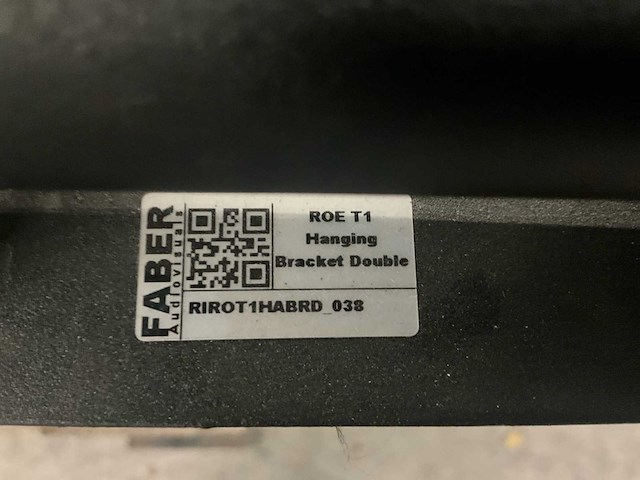 FABER
Audiovisuals
ROE T1
Hanging
Bracket Double
RIROT1HABRD_038